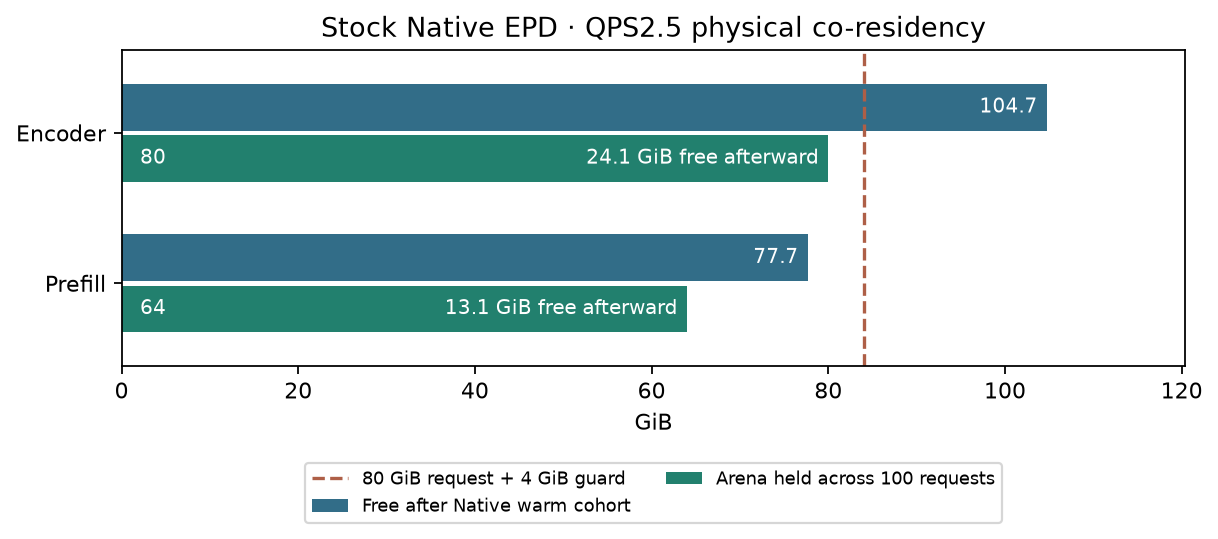 Stock Native EPD · QPS2.5 physical co-residency
Encoder
104.7
80
24.1 GiB free afterward
Prefill
77.7
64
13.1 GiB free afterward
0 20 40 60 80 100 120
GiB
80 GiB request + 4 GiB guard
Free after Native warm cohort
Arena held across 100 requests